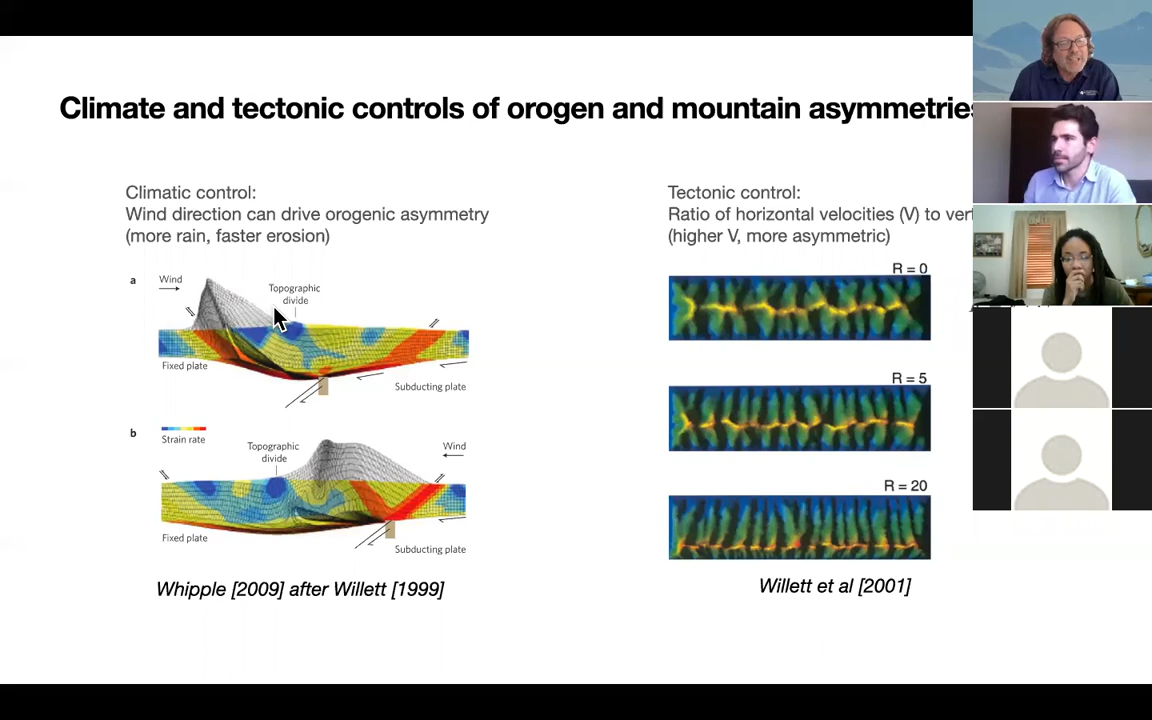 Climate and tectonic controls of orogen and mountain asymmetries
Climatic control:
Wind direction can drive orogenic asymmetry
(more rain, faster erosion)
a
Wind
Topographic
divide
Fixed plate
Subducting plate
b
Strain rate
Topographic
divide
Wind
Fixed plate
Subducting plate
Whipple [2009] after Willett [1999]
Tectonic control:
Ratio of horizontal velocities (V) to vert
(higher V, more asymmetric)
R = 0
R = 5
R = 20
Willett et al [2001]